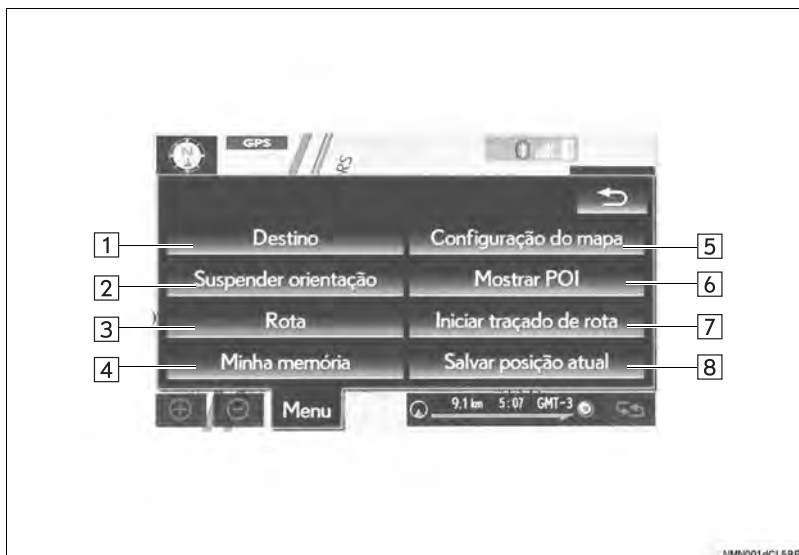 GPS
RS
1 Destino
Configuração do mapa 5
2 Suspender orientação
Mostrar POI 6
3 Rota
Iniciar traçado de rota 7
4 Minha memória
Salvar posição atual 8
Menu
9.1 km 5:07 GMT-3